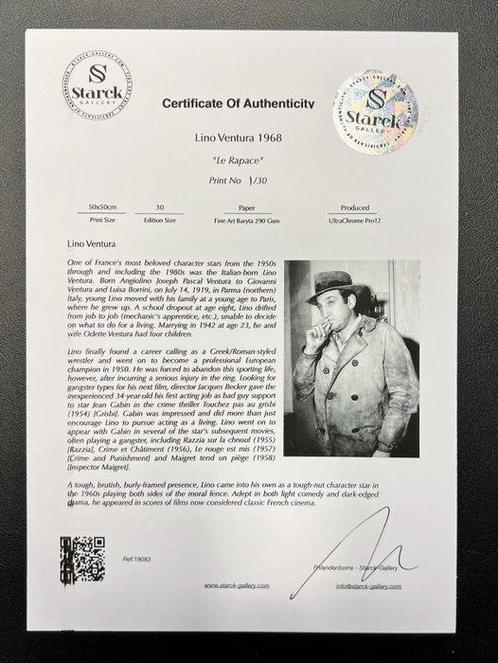 STARCK-GALLERY.COM
Starck
GALLERY
Starck
GALLERY
Certificate Of Authenticity
Lino Ventura 1968
"Le Rapace"
Print No 1/30
50x50cm 30 Paper Produced
Print Size Edition Size Fine Art Baryta 290 Gsm UltraChrome Pro12
Lino Ventura
One of France's most beloved character stars from the 1950s
through and including the 1980s was the Italian-born Lino
Ventura. Born Angiolino Joseph Pascal Ventura to Giovanni
Ventura and Luisa Borrini, on July 14, 1919, in Parma (northern)
Italy, young Lino moved with his family at a young age to Paris,
where he grew up. A school dropout at age eight, Lino drifted
from job to job (mechanic's apprentice, etc.), unable to decide
on what to do for a living. Marrying in 1942 at age 23, he and
wife Odette Ventura had four children.
Lino finally found a career calling as a Greek/Roman-styled
wrestler and went on to become a professional European
champion in 1950. He was forced to abandon this sporting life,
however, after incurring a serious injury in the ring. Looking for
gangster types for his next film, director Jacques Becker gave the
inexperienced 34-year-old his first acting job as bad guy support
to star Jean Gabin in the crime thriller Touchez pas au grisbi
(1954) [Grisbi]. Gabin was impressed and did more than just
encourage Lino to pursue acting as a living. Lino went on to
appear with Gabin in several of the star's subsequent movies,
often playing a gangster, including Razzia sur la chnouf (1955)
[Razzia], Crime et Châtiment (1956), Le rouge est mis (1957)
[Crime and Punishment] and Maigret tend un piège (1958)
[Inspector Maigret].
A tough, brutish, burly-framed presence, Lino came into his own as a tough-nut character star in
the 1960s playing both sides of the moral fence. Adept in both light comedy and dark-edged
drama, he appeared in scores of films now considered classic French cinema.
Ref:19083
P.Vandenborre - Starck-Gallery
www.starck-gallery.com
info@starck-gallery.com